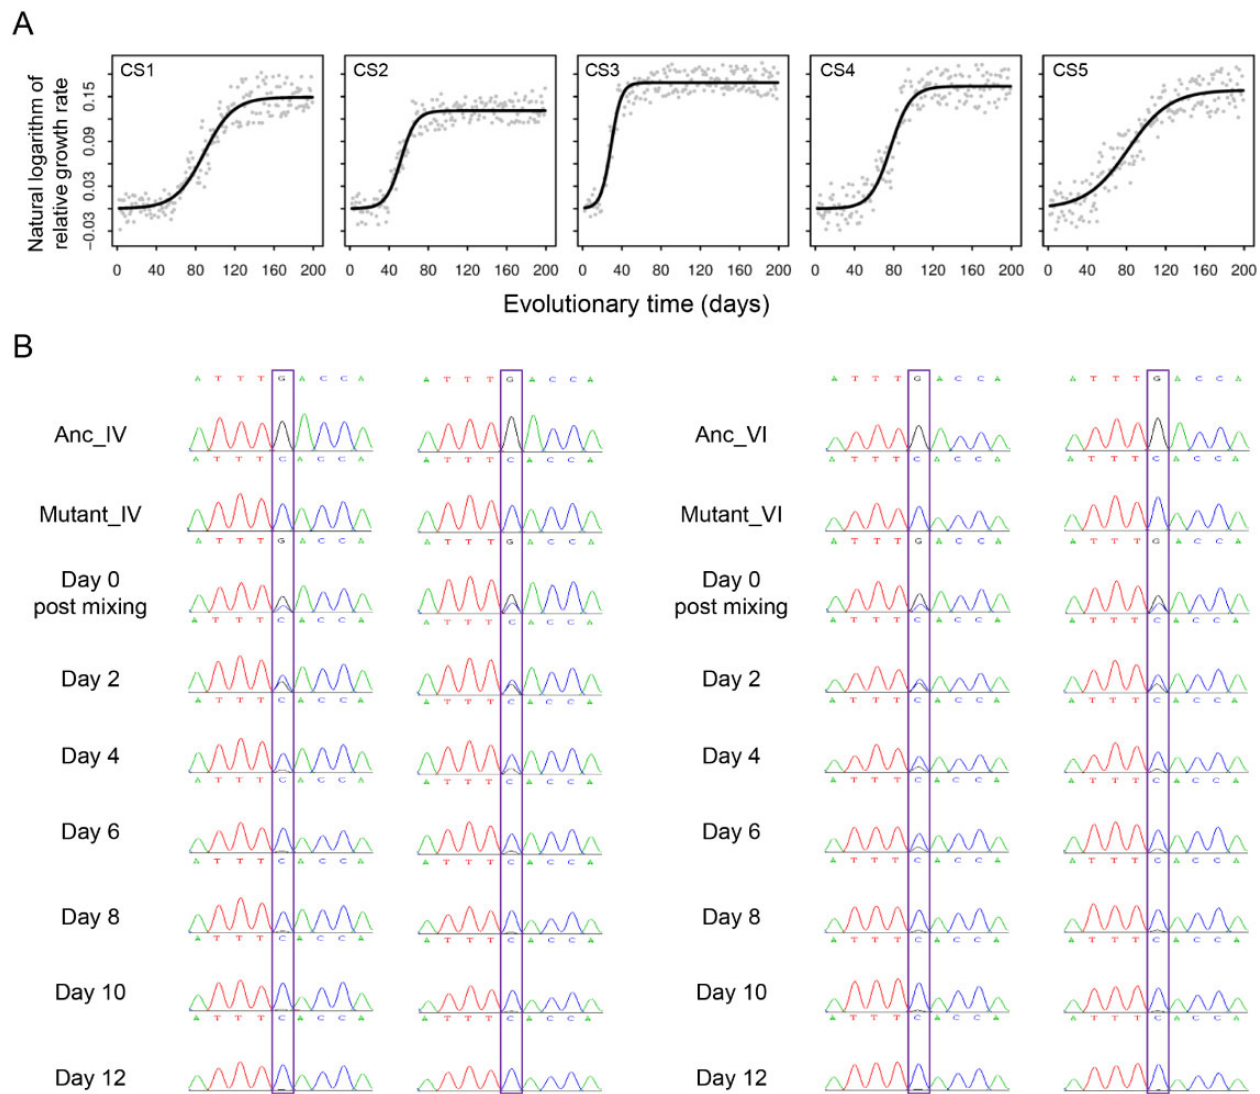 A
CS1 CS2 CS3 CS4 CS5
Natural logarithm of
relative growth rate
−0.03 0.03 0.09 0.15
0 40 80 120 160 200 0 40 80 120 160 200 0 40 80 120 160 200 0 40 80 120 160 200 0 40 80 120 160 200
Evolutionary time (days)
B
A T T T G A C C A A T T T G A C C A A T T T G A C C A A T T T G A C C A
Anc_IV Anc_VI
A T T T C A C C A A T T T C A C C A A T T T C A C C A A T T T C A C C A
Mutant_IV Mutant_VI
A T T T G A C C A A T T T G A C C A A T T T G A C C A A T T T G A C C A
Day 0 Day 0
post mixing post mixing
A T T T C A C C A A T T T C A C C A A T T T C A C C A A T T T C A C C A
Day 2 Day 2
A T T T C A C C A A T T T C A C C A A T T T C A C C A A T T T C A C C A
Day 4 Day 4
A T T T C A C C A A T T T C A C C A A T T T C A C C A A T T T C A C C A
Day 6 Day 6
A T T T C A C C A A T T T C A C C A A T T T C A C C A A T T T C A C C A
Day 8 Day 8
A T T T C A C C A A T T T C A C C A A T T T C A C C A A T T T C A C C A
Day 10 Day 10
A T T T C A C C A A T T T C A C C A A T T T C A C C A A T T T C A C C A
Day 12 Day 12